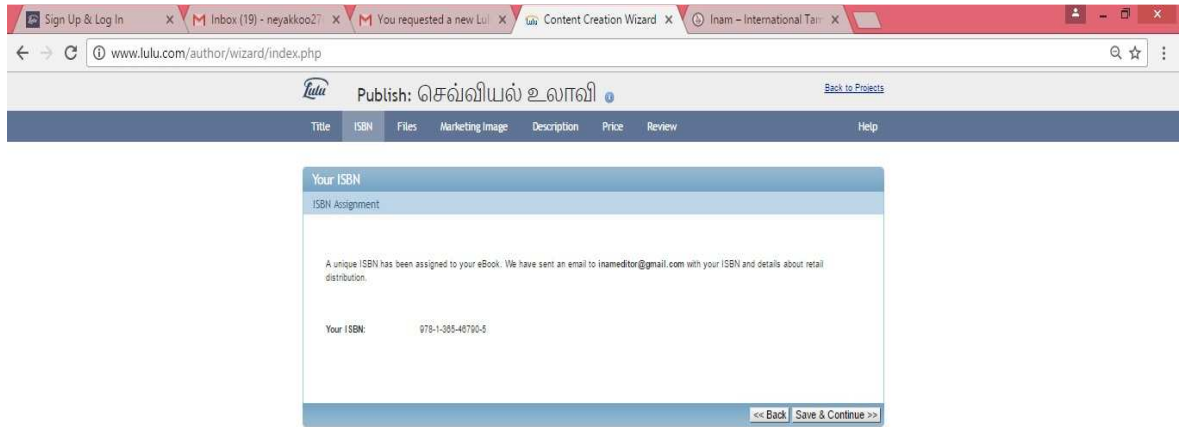 Sign Up & Log In
Inbox (19) - neyakkoo27
You requested a new Lul
Content Creation Wizard
Inam – International Tam
www.lulu.com/author/wizard/index.php
Lulu
Publish: செவ்வியல் உலாவி
Back to Projects
Title ISBN Files Marketing Image Description Price Review Help
Your ISBN
ISBN Assignment
A unique ISBN has been assigned to your eBook. We have sent an email to inameditor@gmail.com with your ISBN and details about retail
distribution.
Your ISBN: 978-1-365-46790-5
<< Back Save & Continue >>